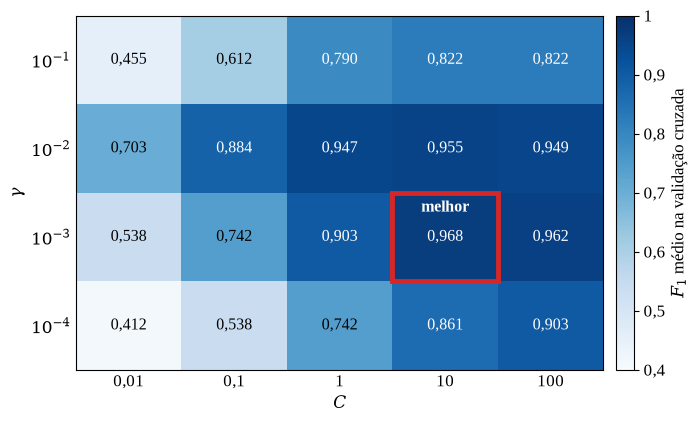 10⁻¹ 0,455 0,612 0,790 0,822 0,822
10⁻² 0,703 0,884 0,947 0,955 0,949
melhor
10⁻³ 0,538 0,742 0,903 0,968 0,962
10⁻⁴ 0,412 0,538 0,742 0,861 0,903
0,01 0,1 1 10 100
C
γ
1
0,9
0,8
0,7
0,6
0,5
0,4
F₁ médio na validação cruzada